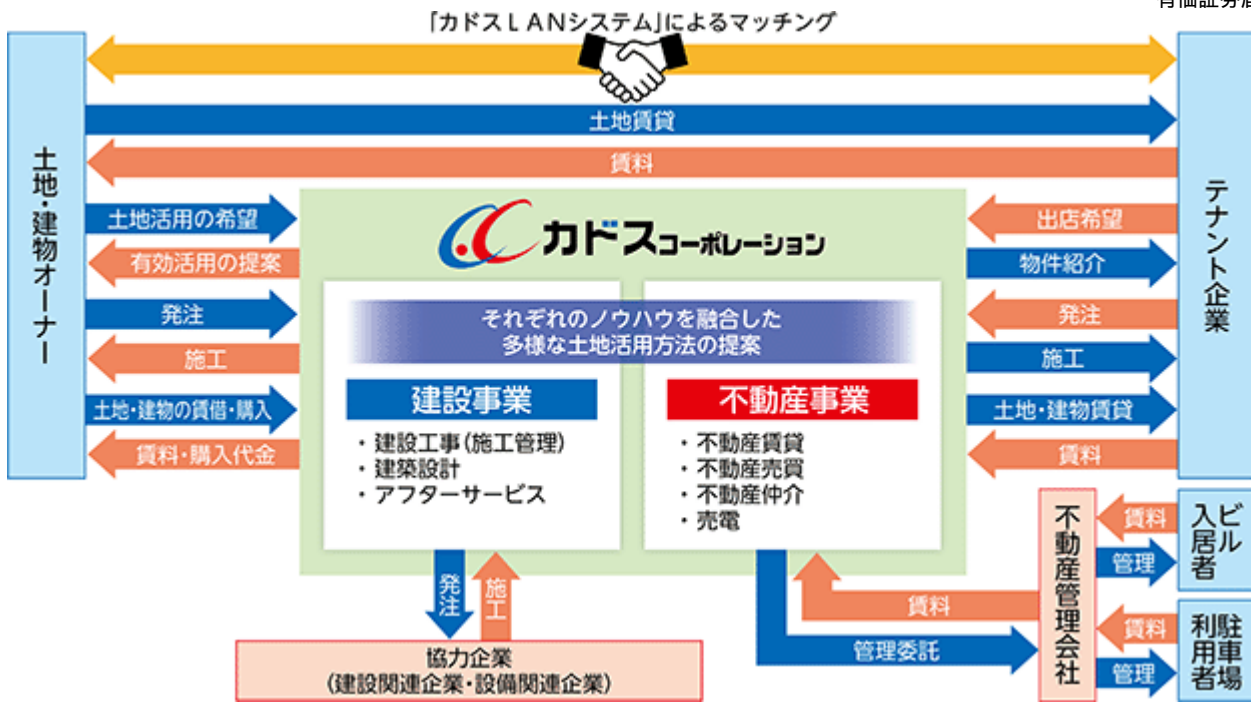 有価証券届
「カドスLANシステム」によるマッチング
土地賃貸
賃料
土地・建物オーナー
テナント企業
土地活用の希望
有効活用の提案
発注
施工
土地・建物の賃借・購入
賃料・購入代金
カドスコーポレーション
それぞれのノウハウを融合した
多様な土地活用方法の提案
建設事業
・建設工事(施工管理)
・建築設計
・アフターサービス
不動産事業
・不動産賃貸
・不動産売買
・不動産仲介
・売電
出店希望
物件紹介
発注
施工
土地・建物賃貸
賃料
発注
施工
協力企業
(建設関連企業・設備関連企業)
賃料
管理委託
不動産管理会社
賃料
管理
ビル
入居者
賃料
管理
駐車場
利用者